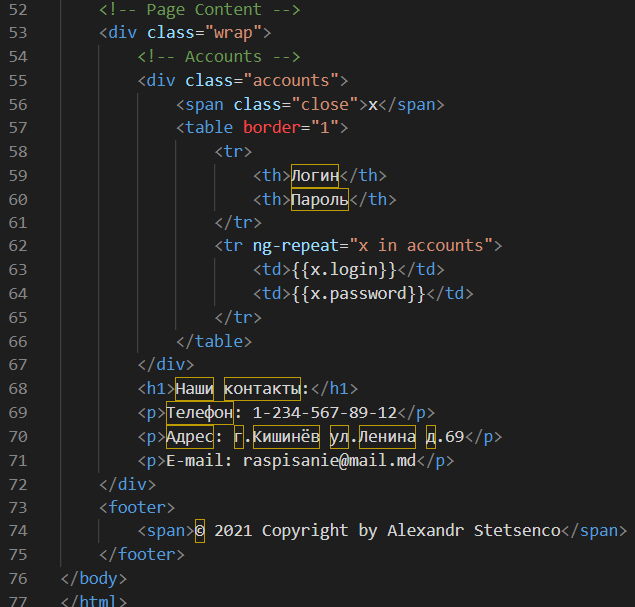 52 <!-- Page Content -->
53 <div class="wrap">
54 <!-- Accounts -->
55 <div class="accounts">
56 <span class="close">x</span>
57 <table border="1">
58 <tr>
59 <th>Логин</th>
60 <th>Пароль</th>
61 </tr>
62 <tr ng-repeat="x in accounts">
63 <td>{{x.login}}</td>
64 <td>{{x.password}}</td>
65 </tr>
66 </table>
67 </div>
68 <h1>Наши контакты:</h1>
69 <p>Телефон: 1-234-567-89-12</p>
70 <p>Адрес: г.Кишинёв ул.Ленина д.69</p>
71 <p>E-mail: raspisanie@mail.md</p>
72 </div>
73 <footer>
74 <span>© 2021 Copyright by Alexandr Stetsenco</span>
75 </footer>
76 </body>
77 </html>